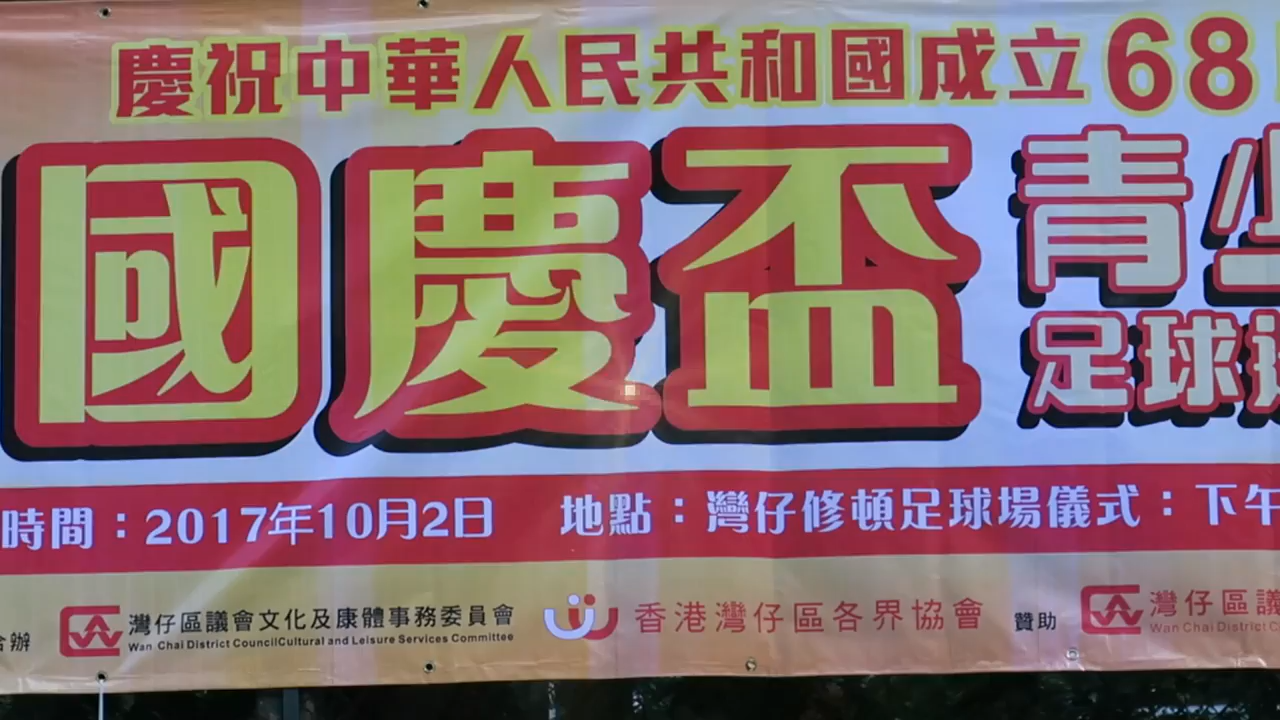 慶祝中華人民共和國成立68
國慶盃 青
足球
時間：2017年10月2日 地點：灣仔修頓足球場儀式：下午
合辦 灣仔區議會文化及康體事務委員會 香港灣仔區各界協會 贊助 灣仔區議
Wan Chai District CouncilCultural and Leisure Services Committee Wan Chai District